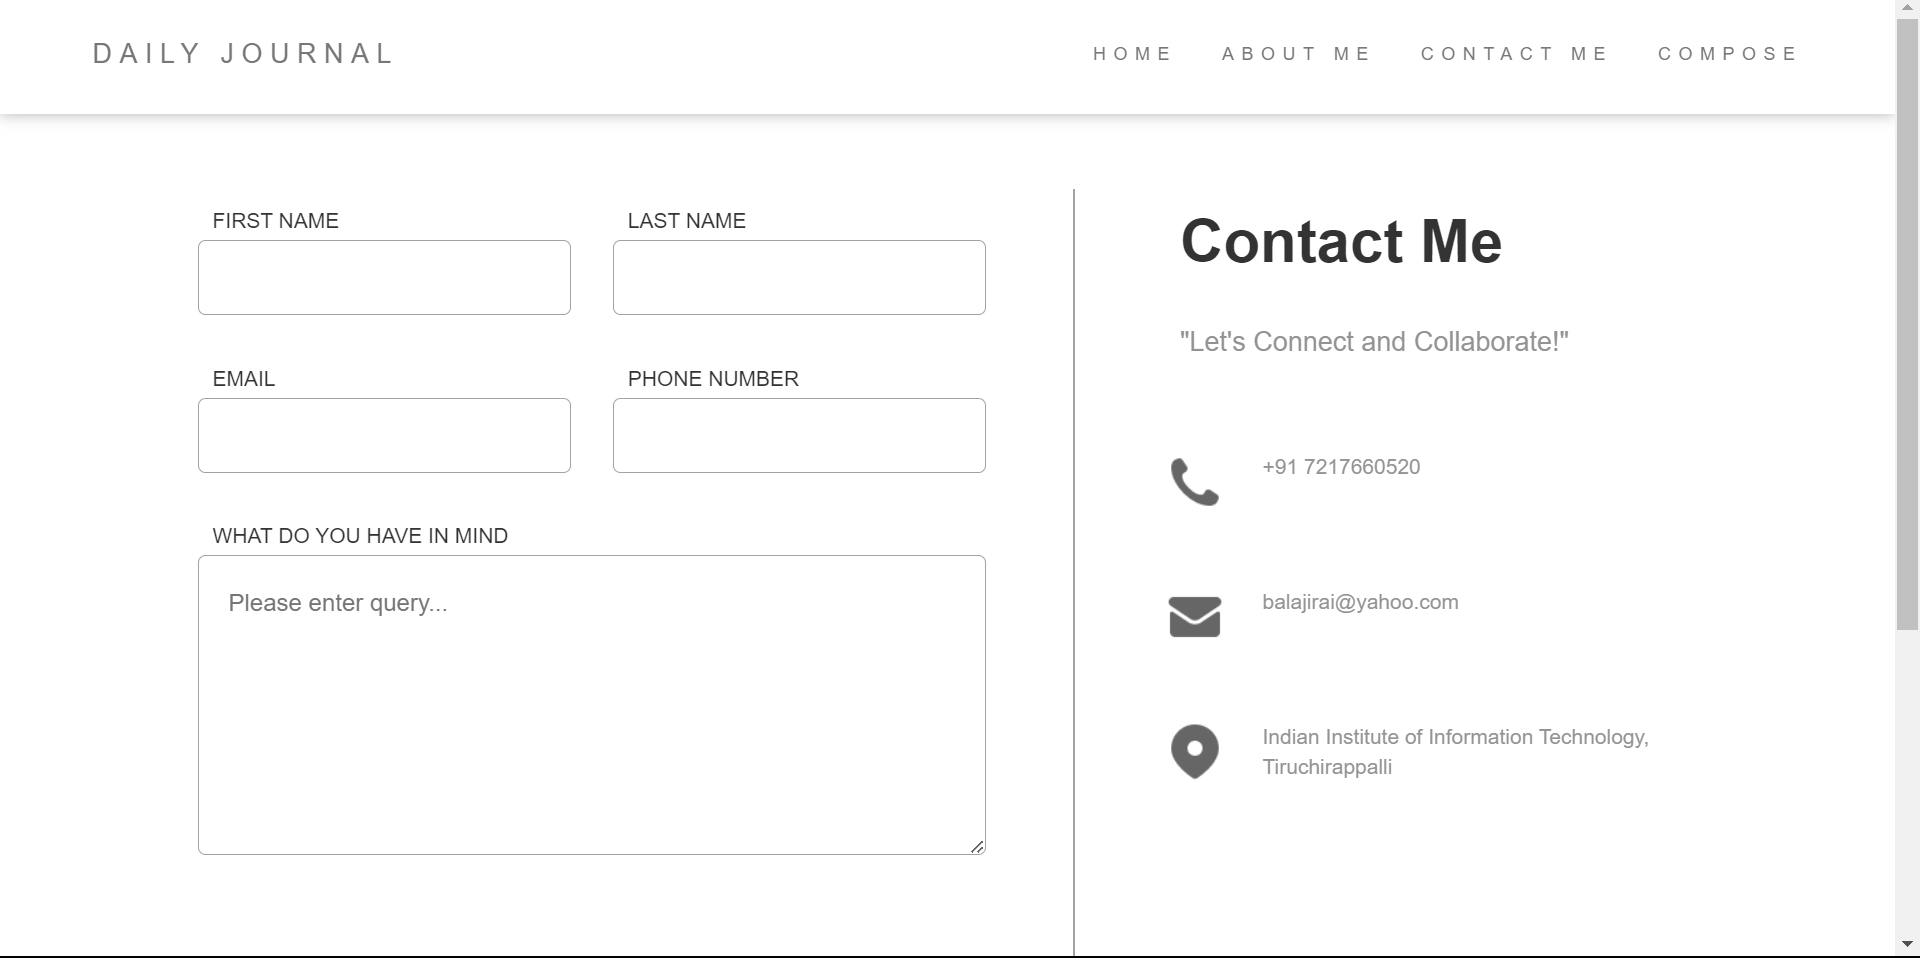 DAILY JOURNAL
HOME ABOUT ME CONTACT ME COMPOSE
FIRST NAME
LAST NAME
EMAIL
PHONE NUMBER
WHAT DO YOU HAVE IN MIND
Please enter query...
Contact Me
"Let's Connect and Collaborate!"
+91 7217660520
balajirai@yahoo.com
Indian Institute of Information Technology,
Tiruchirappalli